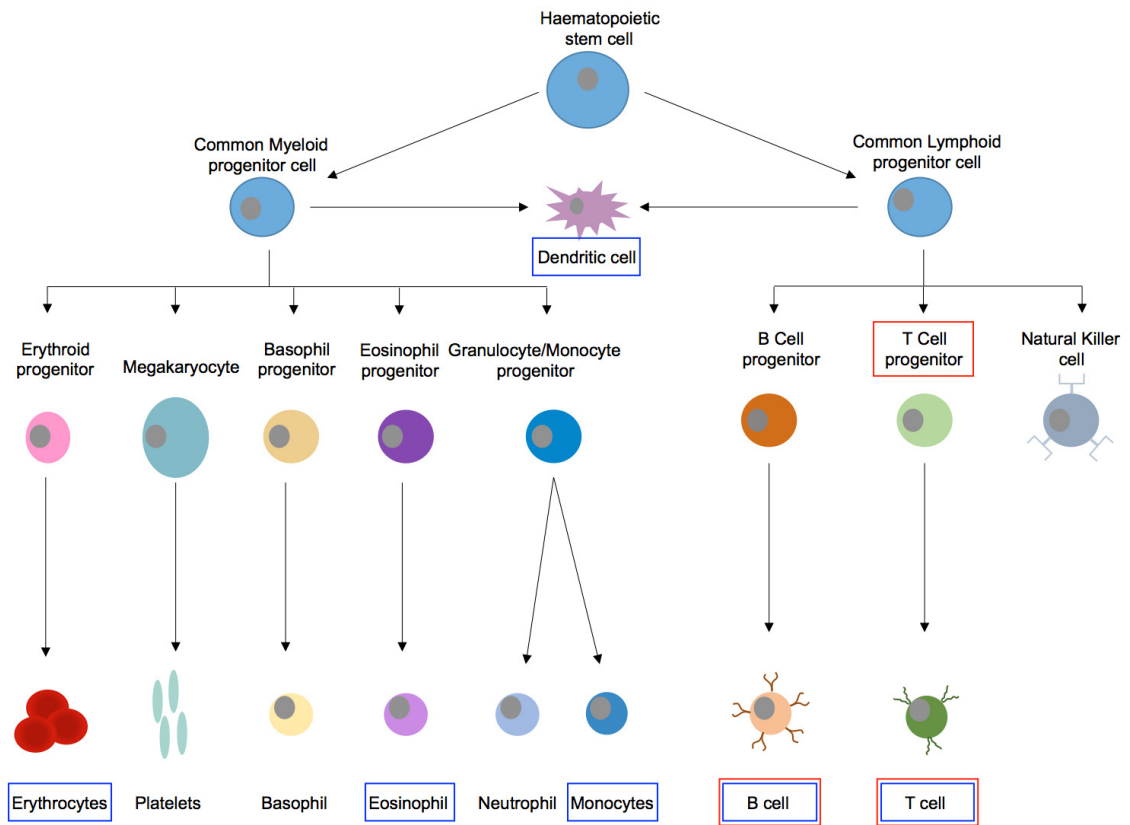 Haematopoietic
stem cell
Common Myeloid
progenitor cell
Common Lymphoid
progenitor cell
Dendritic cell
Erythroid
progenitor
Megakaryocyte
Basophil
progenitor
Eosinophil
progenitor
Granulocyte/Monocyte
progenitor
B Cell
progenitor
T Cell
progenitor
Natural Killer
cell
Erythrocytes
Platelets
Basophil
Eosinophil
Neutrophil
Monocytes
B cell
T cell